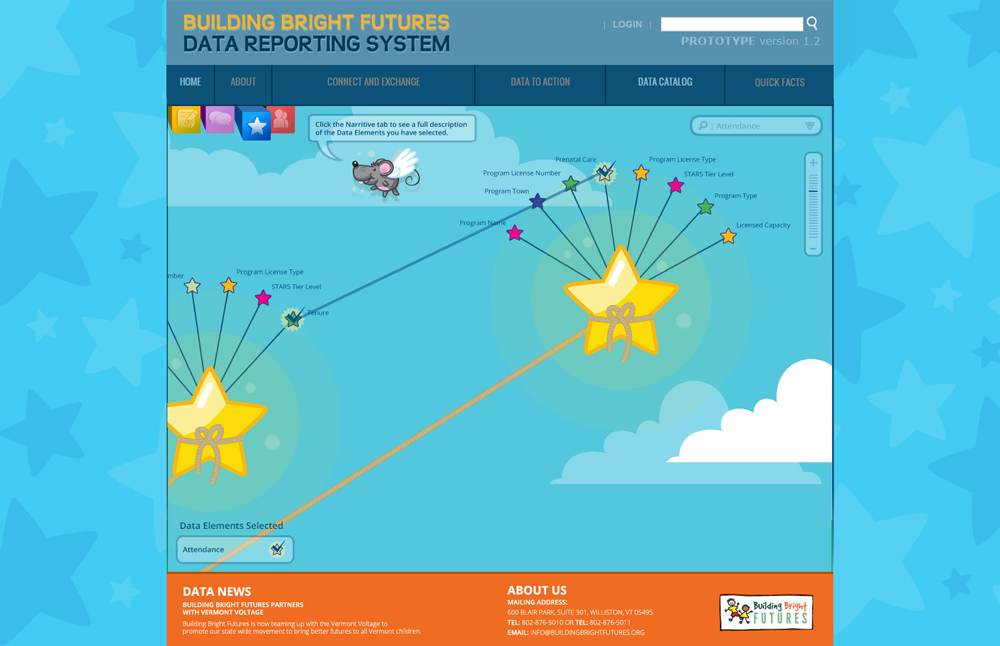 BUILDING BRIGHT FUTURES
DATA REPORTING SYSTEM
| LOGIN |
PROTOTYPE version 1.2
HOME
ABOUT
CONNECT AND EXCHANGE
DATA TO ACTION
DATA CATALOG
QUICK FACTS
Click the Narritive tab to see a full description
of the Data Elements you have selected.
| Attendance
Prenatal Care
Program License Type
Program License Number
STARS Tier Level
Program Town
Program Type
Program Name
Licensed Capacity
mber
Program License Type
STARS Tier Level
Tenure
Data Elements Selected
Attendance
DATA NEWS
BUILDING BRIGHT FUTURES PARTNERS
WITH VERMONT VOLTAGE
Building Bright Futures is now teaming up with the Vermont Voltage to
promote our state wide movement to bring better futures to all Vermont children.
ABOUT US
MAILING ADDRESS:
600 BLAIR PARK, SUITE 301, WILLISTON, VT 05495
TEL: 802-876-5010 OR TEL: 802-876-5011
EMAIL: INFO@BUILDINGBRIGHTFUTURES.ORG
Building Bright
FUTURES